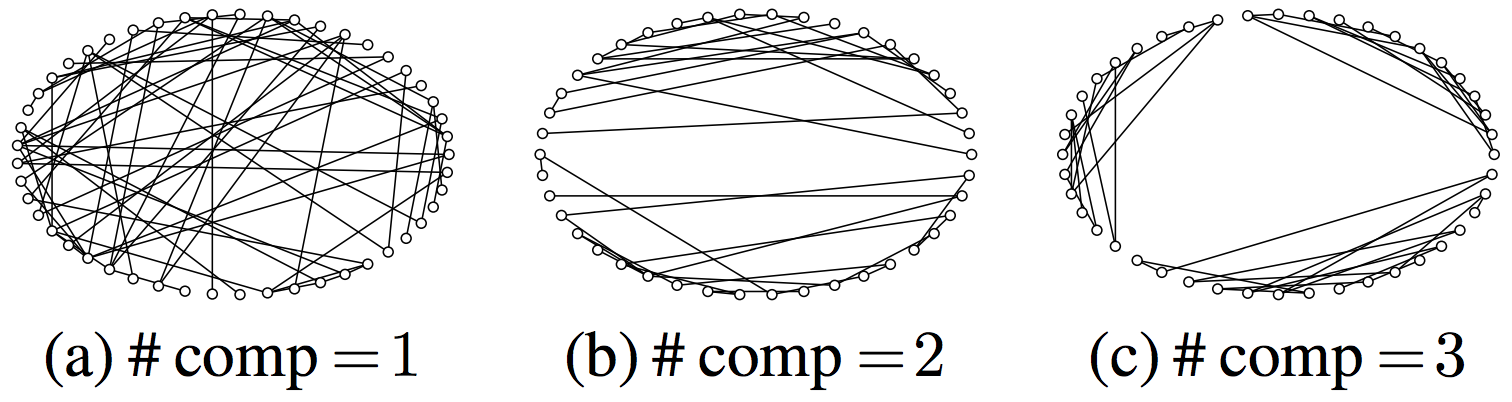 (a) # comp = 1 (b) # comp = 2 (c) # comp = 3